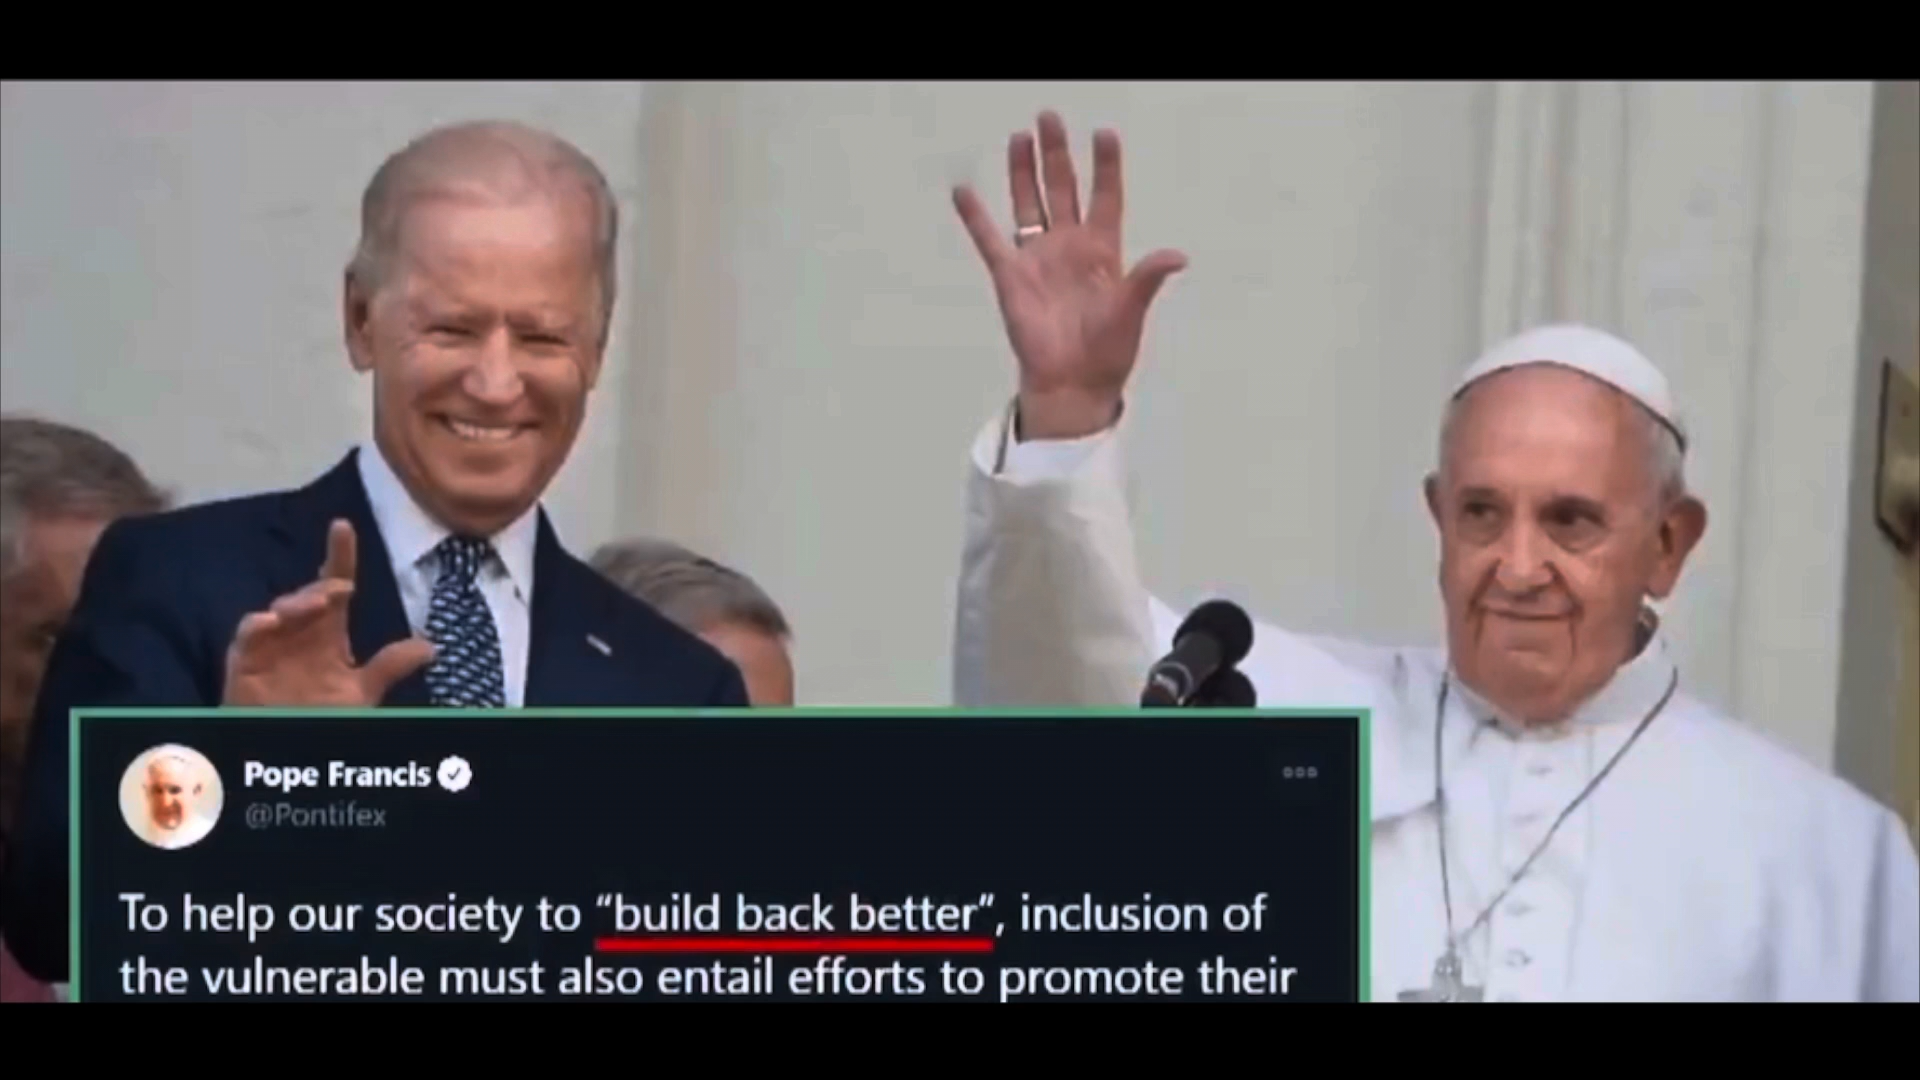 Pope Francis
@Pontifex
To help our society to “build back better”, inclusion of
the vulnerable must also entail efforts to promote their